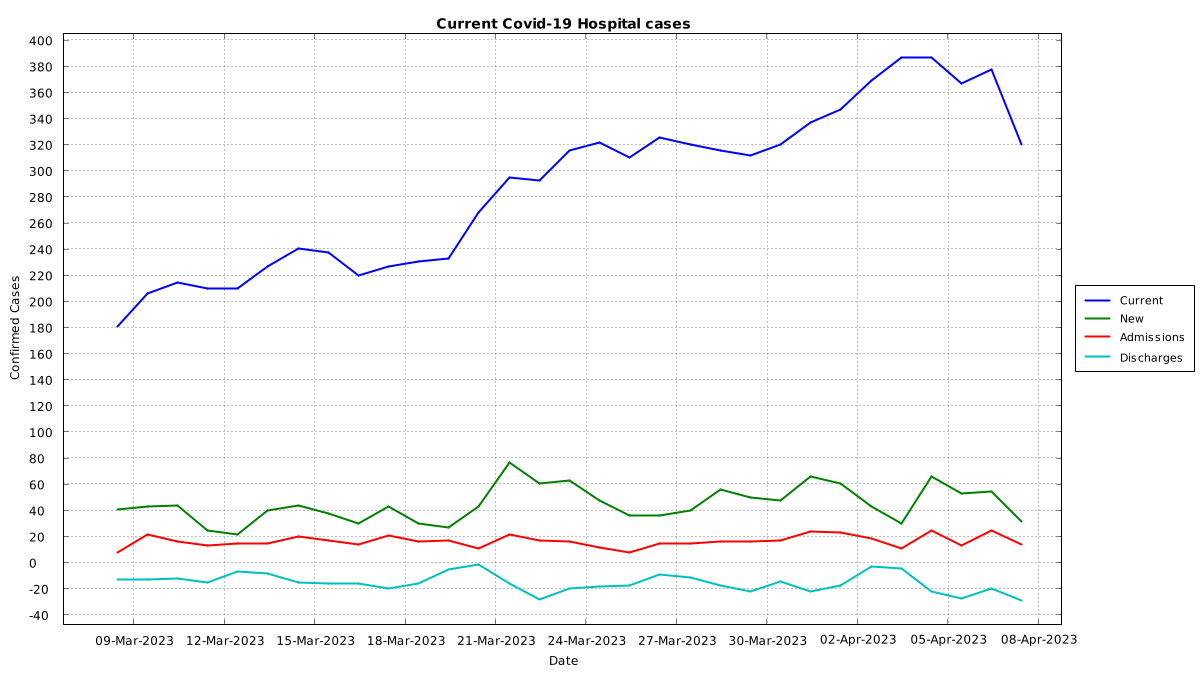 Current Covid-19 Hospital cases
400
380
360
340
320
300
280
260
240
220
200
180
160
140
120
100
80
60
40
20
0
-20
-40
Confirmed Cases
09-Mar-2023 12-Mar-2023 15-Mar-2023 18-Mar-2023 21-Mar-2023 24-Mar-2023 27-Mar-2023 30-Mar-2023 02-Apr-2023 05-Apr-2023 08-Apr-2023
Date
Current
New
Admissions
Discharges